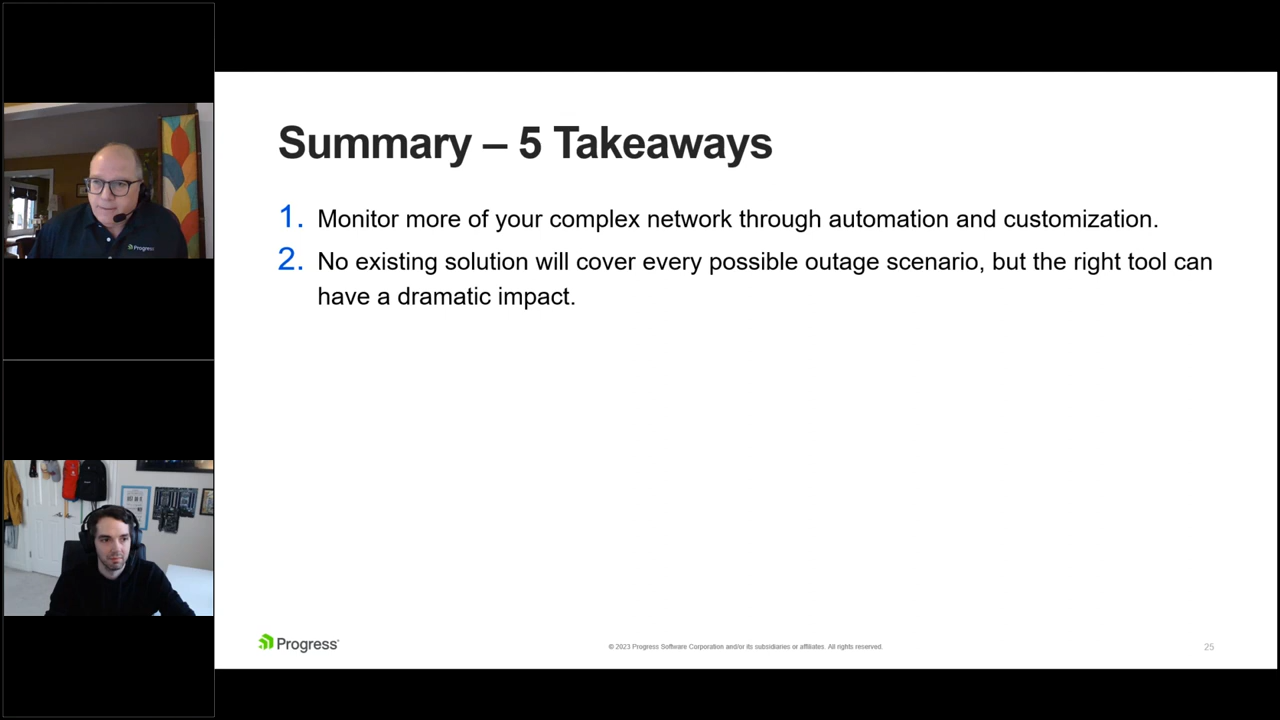 Summary – 5 Takeaways
1. Monitor more of your complex network through automation and customization.
2. No existing solution will cover every possible outage scenario, but the right tool can
have a dramatic impact.
Progress
Progress
© 2023 Progress Software Corporation and/or its subsidiaries or affiliates. All rights reserved.
25